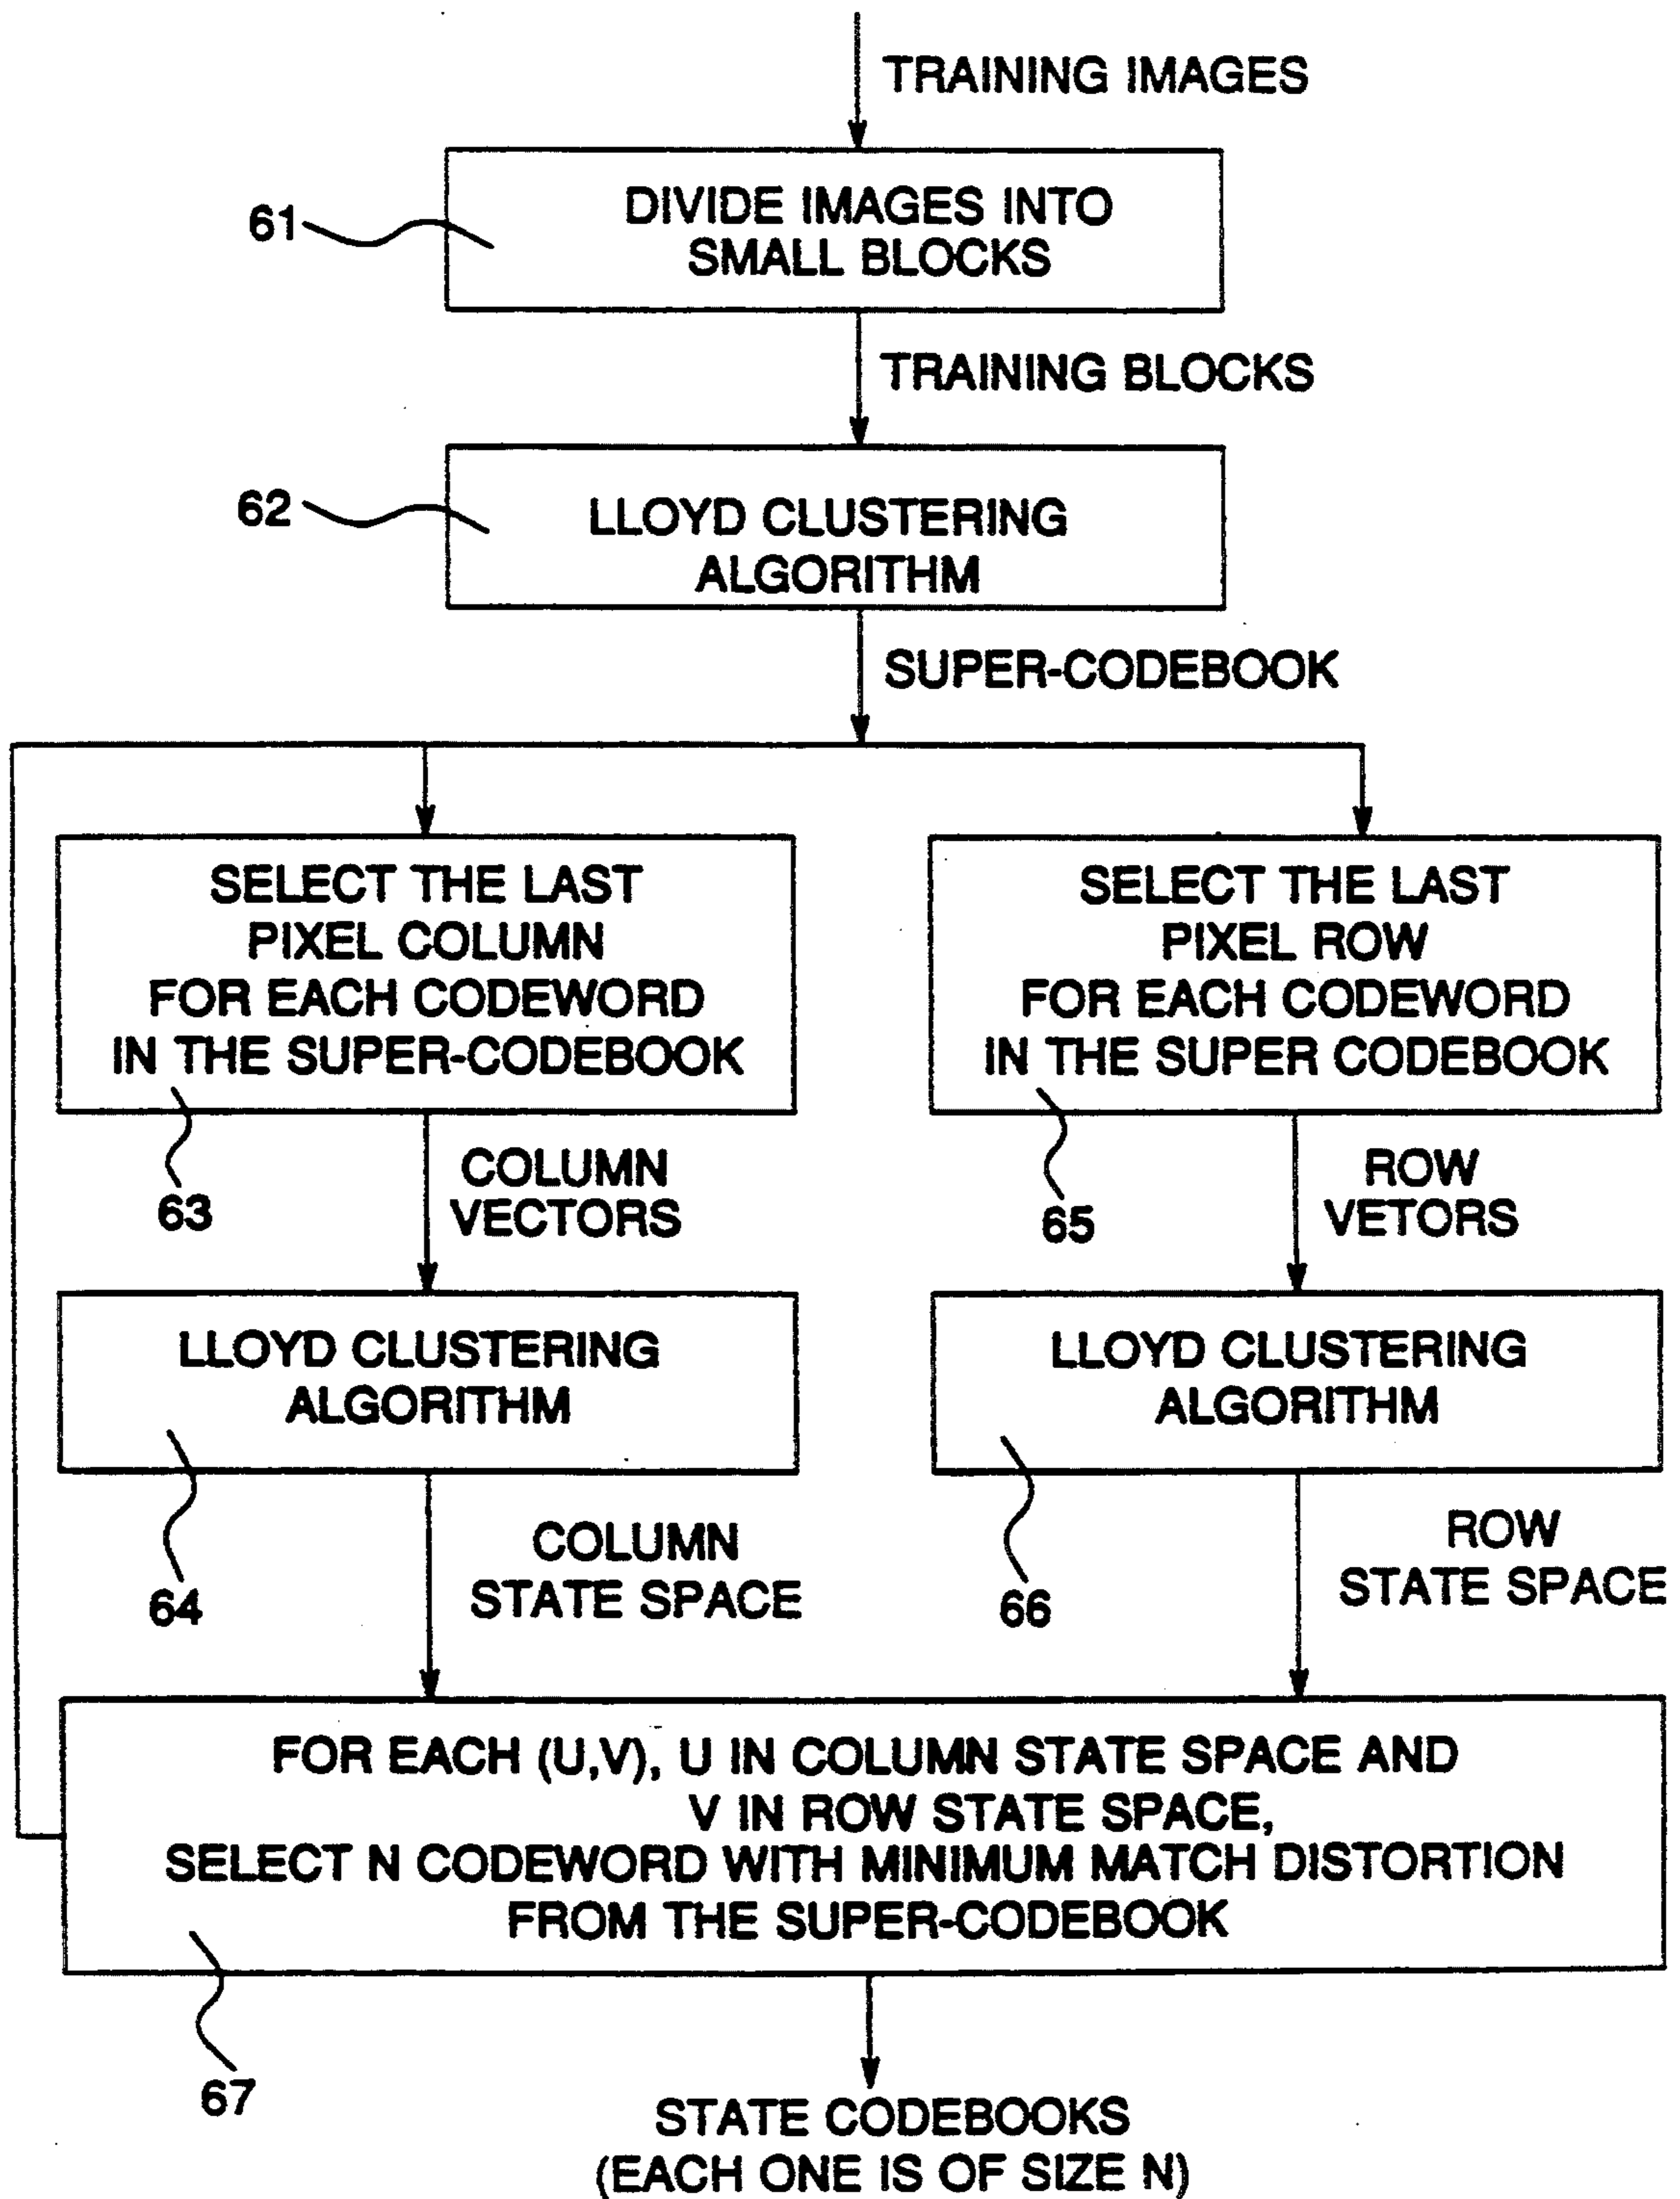 TRAINING IMAGES
61
DIVIDE IMAGES INTO
SMALL BLOCKS
TRAINING BLOCKS
62
LLOYD CLUSTERING
ALGORITHM
SUPER-CODEBOOK
SELECT THE LAST
PIXEL COLUMN
FOR EACH CODEWORD
IN THE SUPER-CODEBOOK
63
SELECT THE LAST
PIXEL ROW
FOR EACH CODEWORD
IN THE SUPER CODEBOOK
65
COLUMN
VECTORS
ROW
VETORS
LLOYD CLUSTERING
ALGORITHM
64
LLOYD CLUSTERING
ALGORITHM
66
COLUMN
STATE SPACE
ROW
STATE SPACE
FOR EACH (U,V), U IN COLUMN STATE SPACE AND
V IN ROW STATE SPACE,
SELECT N CODEWORD WITH MINIMUM MATCH DISTORTION
FROM THE SUPER-CODEBOOK
67
STATE CODEBOOKS
(EACH ONE IS OF SIZE N)